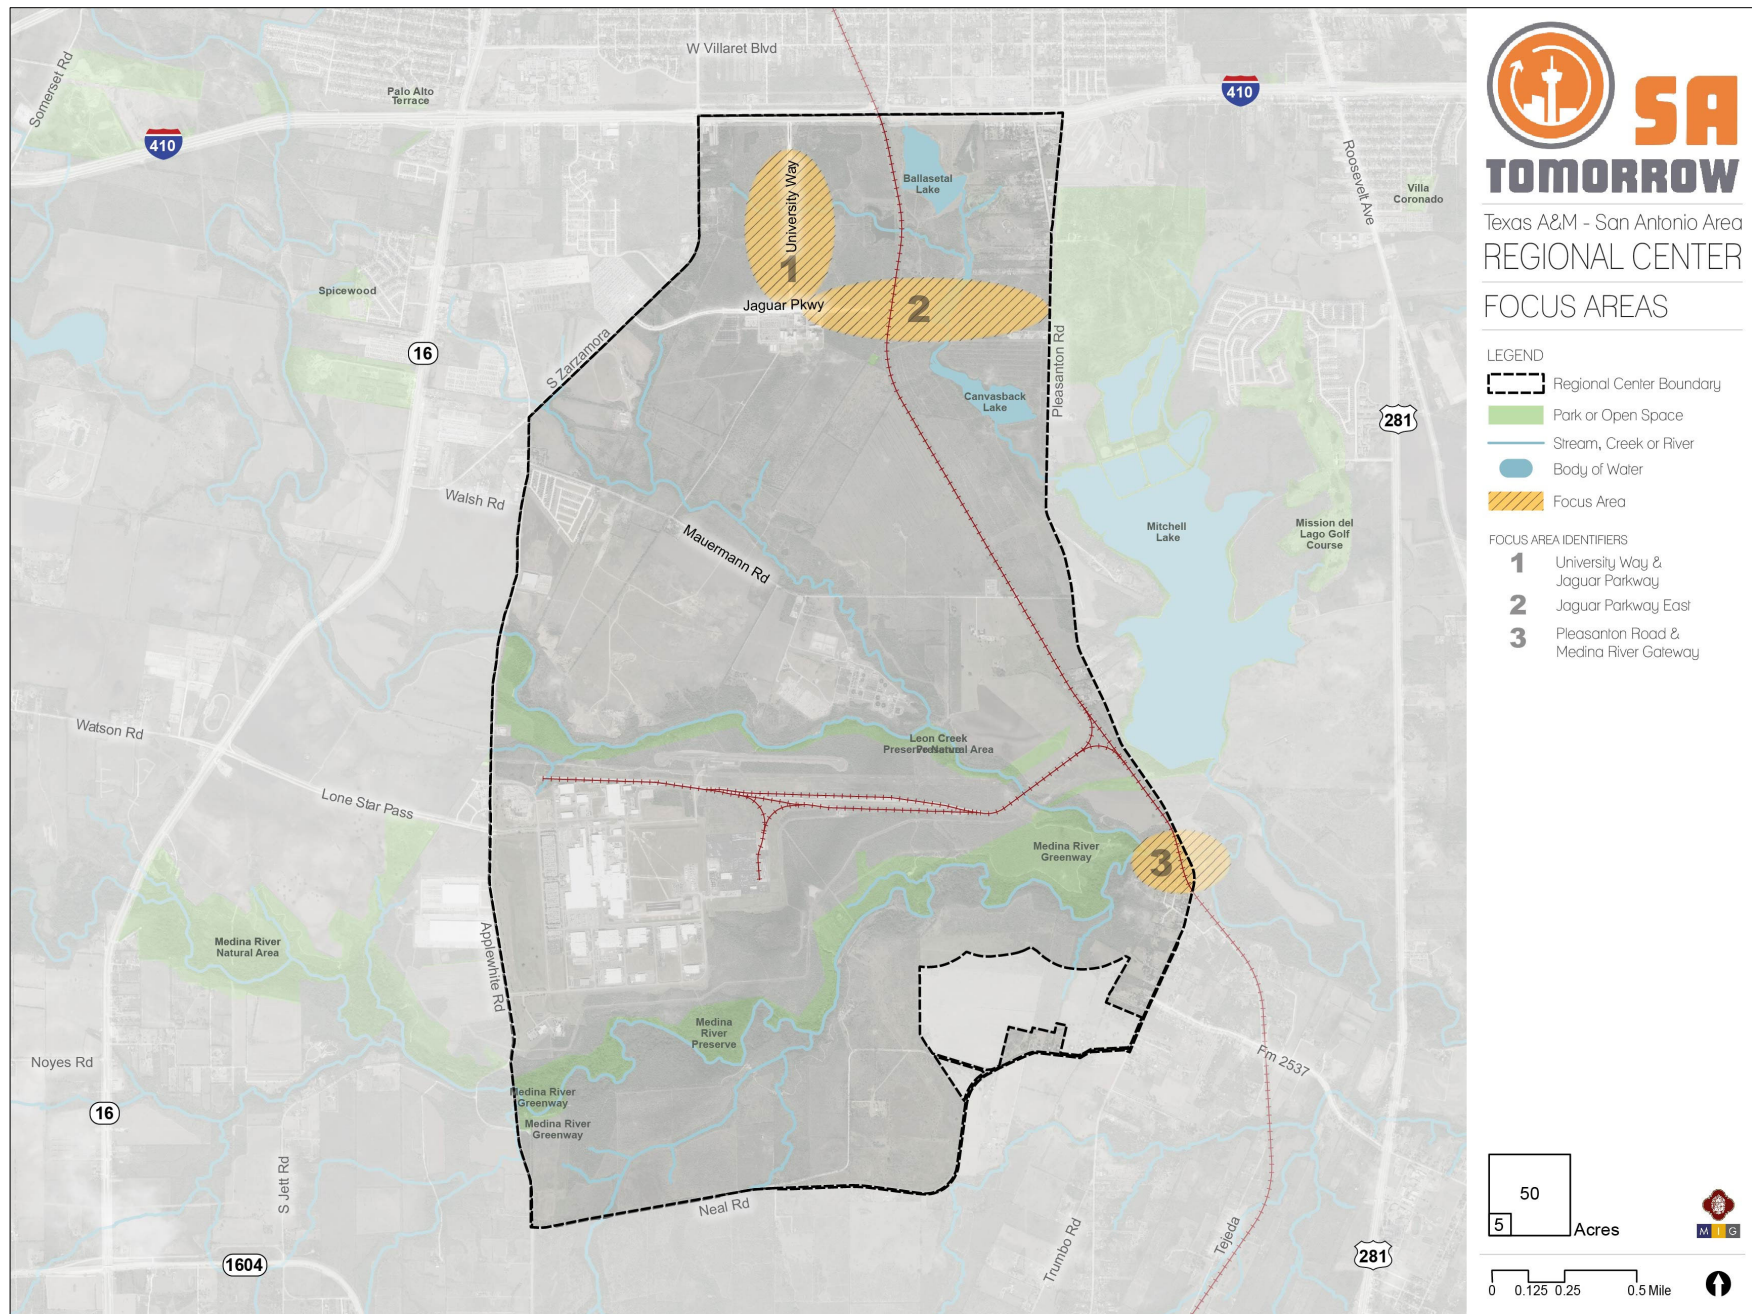 W Villaret Blvd
Somerset Rd
Palo Alto
Terrace
410
410
Roosevelt Ave
Villa
Coronado
University Way
Ballasetal
Lake
1
Jaguar Pkwy
2
Spicewood
16
S Zarzamora
Pleasanton Rd
Canvasback
Lake
281
Walsh Rd
Mauermann Rd
Mitchell
Lake
Mission del
Lago Golf
Course
Watson Rd
Leon Creek
Preserve Natural Area
Lone Star Pass
Medina River
Greenway
3
Medina River
Natural Area
Applewhite Rd
Medina
River
Preserve
Noyes Rd
Fm 2537
16
Medina River
Greenway
Medina River
Greenway
S Jett Rd
Neal Rd
Trumbo Rd
Tejeda
1604
281
SA
TOMORROW
Texas A&M - San Antonio Area
REGIONAL CENTER
FOCUS AREAS
LEGEND
Regional Center Boundary
Park or Open Space
Stream, Creek or River
Body of Water
Focus Area
FOCUS AREA IDENTIFIERS
1 University Way &
Jaguar Parkway
2 Jaguar Parkway East
3 Pleasanton Road &
Medina River Gateway
50
5
Acres
M I G
0 0.125 0.25 0.5 Mile